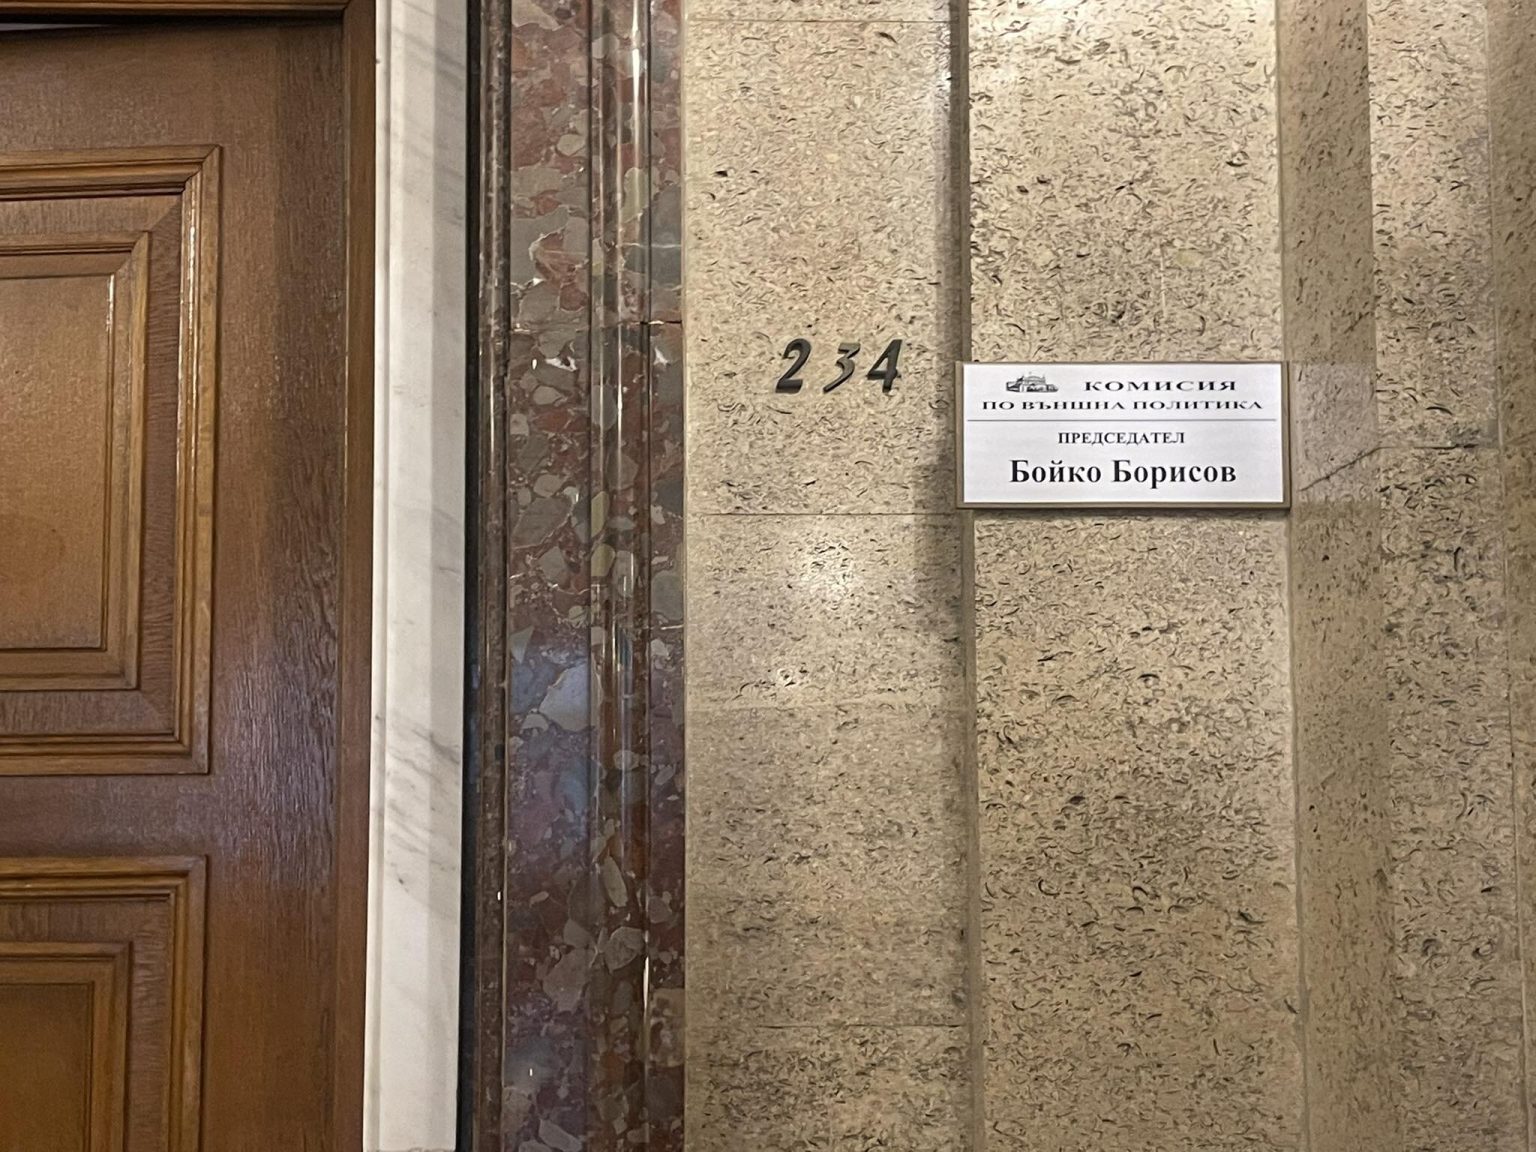 234
КОМИСИЯ
ПО ВЪНШНА ПОЛИТИКА
ПРЕДСЕДАТЕЛ
Бойко Борисов